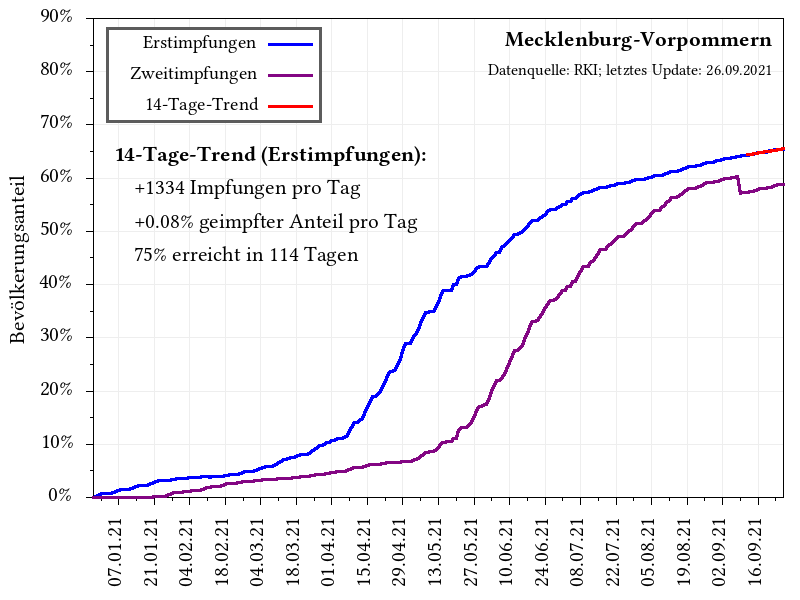 Mecklenburg-Vorpommern
Datenquelle: RKI; letztes Update: 26.09.2021
Erstimpfungen
Zweitimpfungen
14-Tage-Trend
14-Tage-Trend (Erstimpfungen):
+1334 Impfungen pro Tag
+0.08% geimpfter Anteil pro Tag
75% erreicht in 114 Tagen
Bevölkerungsanteil
90%
80%
70%
60%
50%
40%
30%
20%
10%
0%
07.01.21
21.01.21
04.02.21
18.02.21
04.03.21
18.03.21
01.04.21
15.04.21
29.04.21
13.05.21
27.05.21
10.06.21
24.06.21
08.07.21
22.07.21
05.08.21
19.08.21
02.09.21
16.09.21